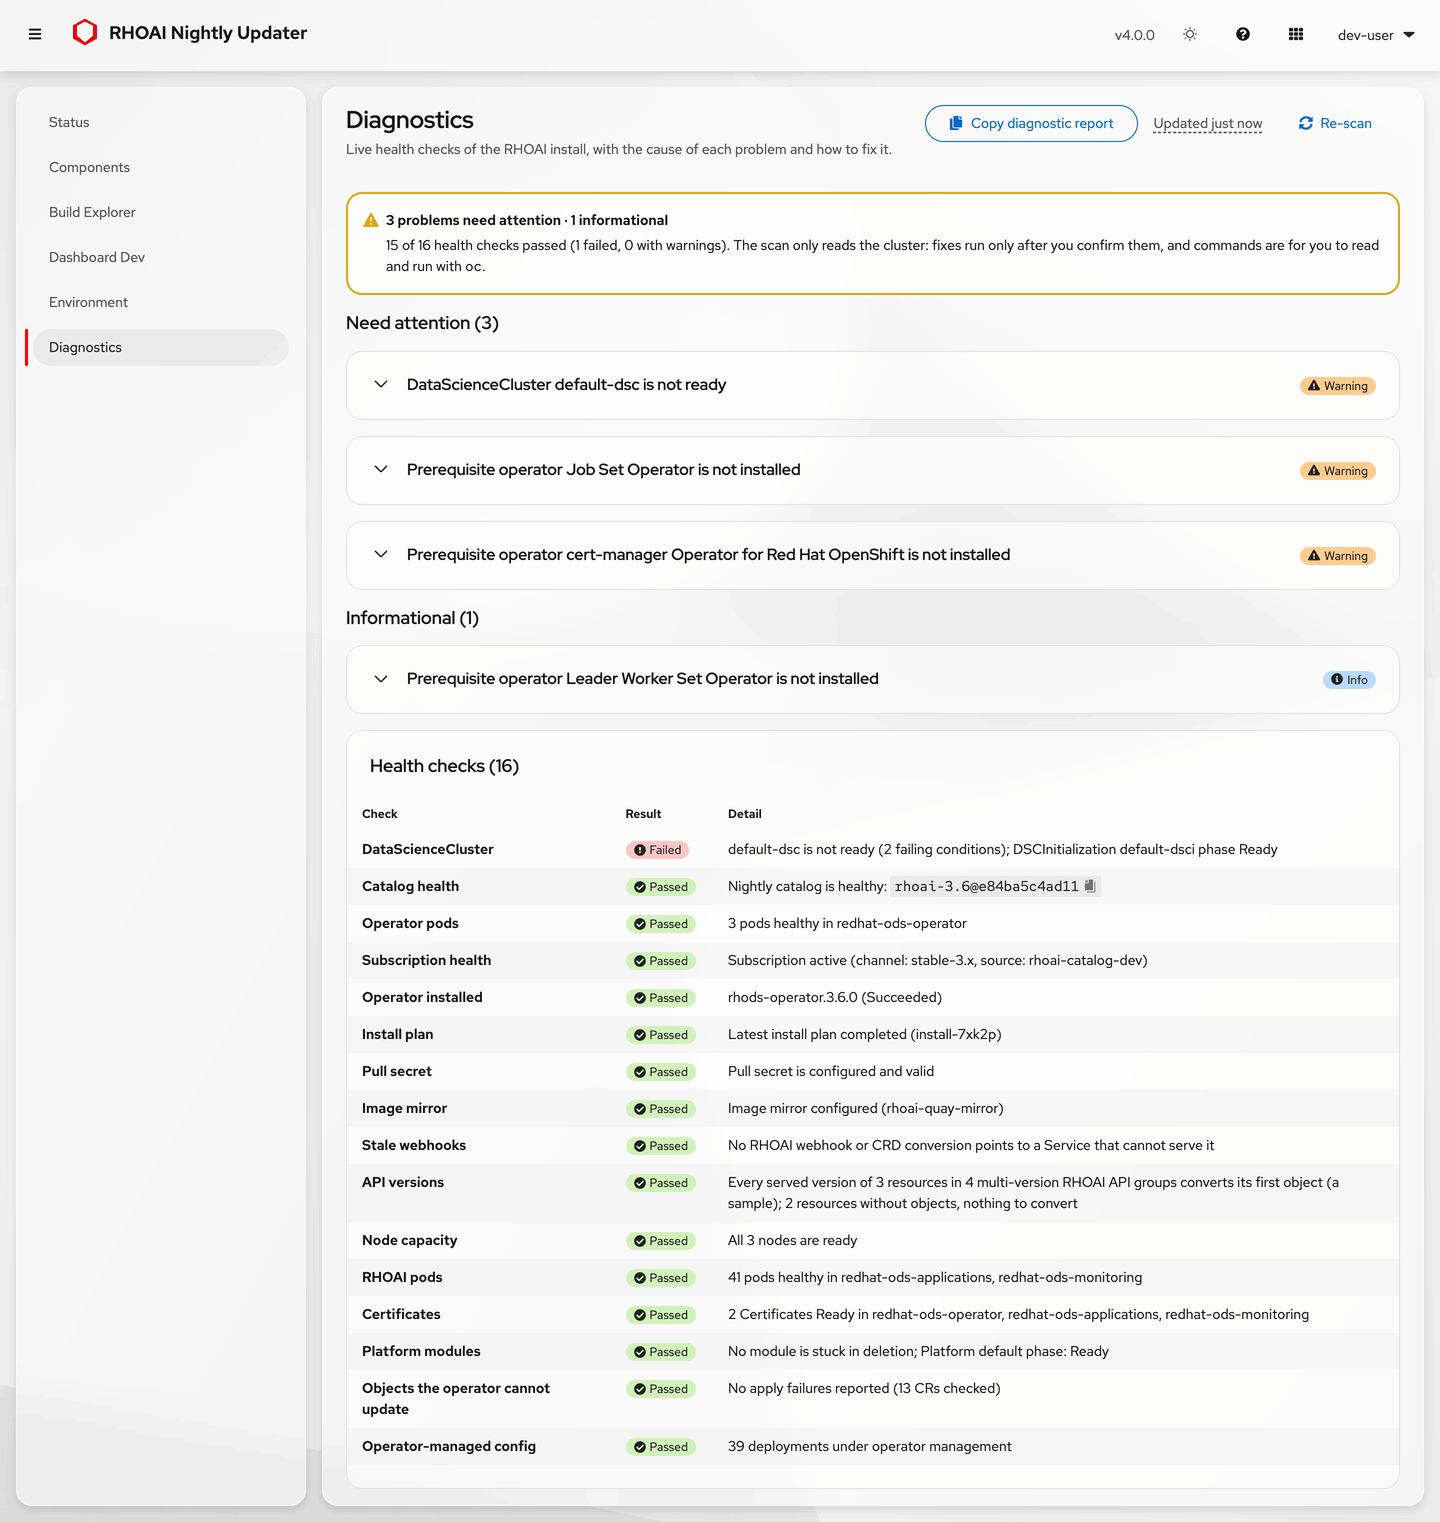 RHOAI Nightly Updater
v4.0.0
dev-user
Status
Components
Build Explorer
Dashboard Dev
Environment
Diagnostics
Diagnostics
Live health checks of the RHOAI install, with the cause of each problem and how to fix it.
Copy diagnostic report
Updated just now
Re-scan
3 problems need attention · 1 informational
15 of 16 health checks passed (1 failed, 0 with warnings). The scan only reads the cluster: fixes run only after you confirm them, and commands are for you to read
and run with oc.
Need attention (3)
DataScienceCluster default-dsc is not ready
Warning
Prerequisite operator Job Set Operator is not installed
Warning
Prerequisite operator cert-manager Operator for Red Hat OpenShift is not installed
Warning
Informational (1)
Prerequisite operator Leader Worker Set Operator is not installed
Info
Health checks (16)
Check Result Detail
DataScienceCluster Failed default-dsc is not ready (2 failing conditions); DSCInitialization default-dsci phase Ready
Catalog health Passed Nightly catalog is healthy: rhoai-3.6@e84ba5c4ad11
Operator pods Passed 3 pods healthy in redhat-ods-operator
Subscription health Passed Subscription active (channel: stable-3.x, source: rhoai-catalog-dev)
Operator installed Passed rhods-operator.3.6.0 (Succeeded)
Install plan Passed Latest install plan completed (install-7xk2p)
Pull secret Passed Pull secret is configured and valid
Image mirror Passed Image mirror configured (rhoai-quay-mirror)
Stale webhooks Passed No RHOAI webhook or CRD conversion points to a Service that cannot serve it
API versions Passed Every served version of 3 resources in 4 multi-version RHOAI API groups converts its first object (a
sample); 2 resources without objects, nothing to convert
Node capacity Passed All 3 nodes are ready
RHOAI pods Passed 41 pods healthy in redhat-ods-applications, redhat-ods-monitoring
Certificates Passed 2 Certificates Ready in redhat-ods-operator, redhat-ods-applications, redhat-ods-monitoring
Platform modules Passed No module is stuck in deletion; Platform default phase: Ready
Objects the operator cannot Passed No apply failures reported (13 CRs checked)
update
Operator-managed config Passed 39 deployments under operator management